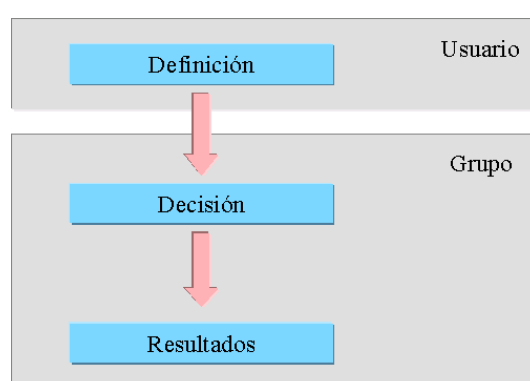 Usuario
Definición
Grupo
Decisión
Resultados